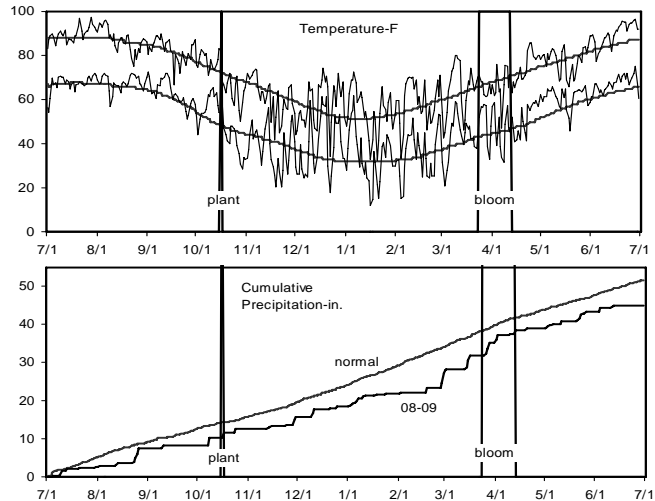 Temperature-F
100
80
60
40
20
0
plant
bloom
7/1 8/1 9/1 10/1 11/1 12/1 1/1 2/1 3/1 4/1 5/1 6/1 7/1
Cumulative
Precipitation-in.
50
40
30
20
10
0
normal
08-09
plant
bloom
7/1 8/1 9/1 10/1 11/1 12/1 1/1 2/1 3/1 4/1 5/1 6/1 7/1